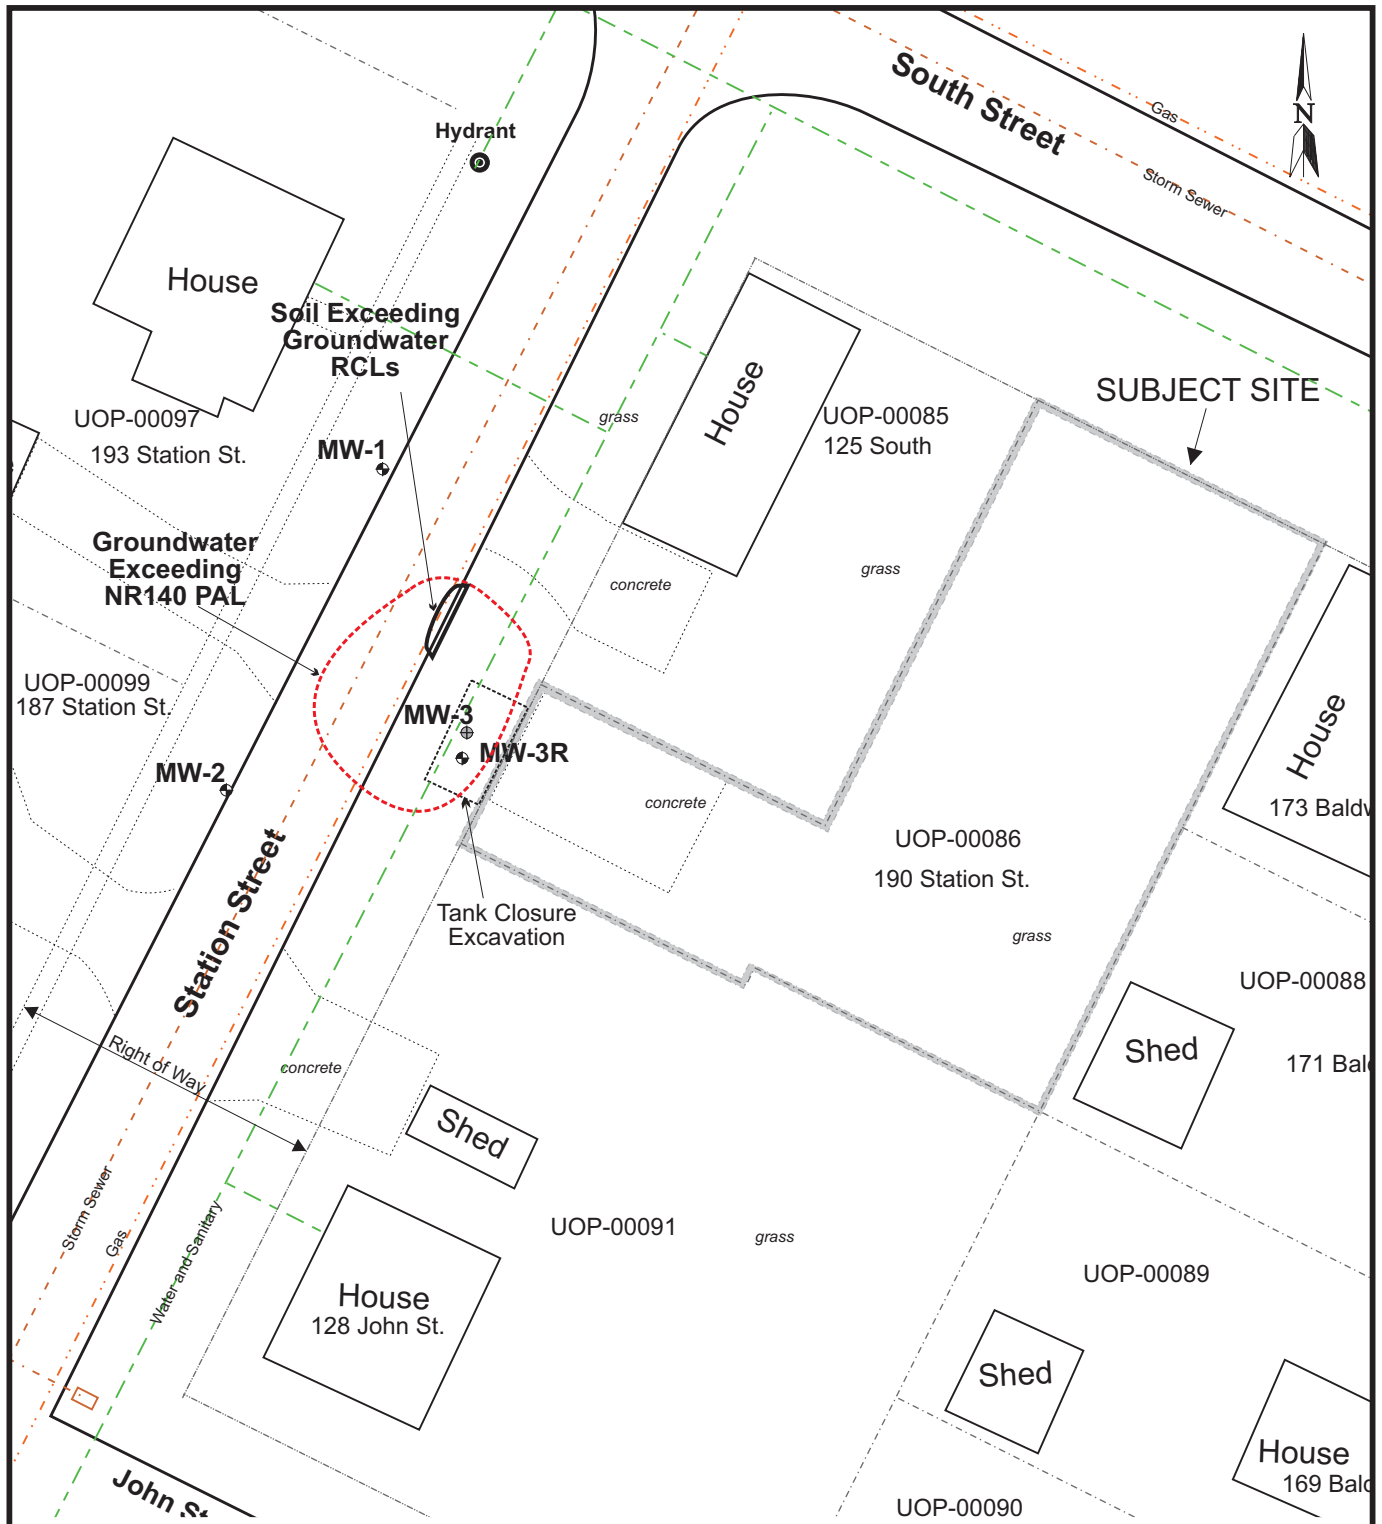 South Street
Gas
N
Hydrant
Storm Sewer
House
Soil Exceeding
Groundwater
RCLs
House
SUBJECT SITE
UOP-00097
193 Station St.
grass
UOP-00085
125 South
MW-1
Groundwater
Exceeding
NR140 PAL
concrete
grass
UOP-00099
187 Station St.
MW-3
MW-3R
House
MW-2
concrete
173 Baldw
UOP-00086
190 Station St.
Station Street
Tank Closure
Excavation
grass
UOP-00088
Right of Way
concrete
Shed
171 Bald
Shed
Storm Sewer
Gas
Water and Sanitary
UOP-00091
grass
UOP-00089
House
128 John St.
Shed
House
169 Bald
John St
UOP-00090